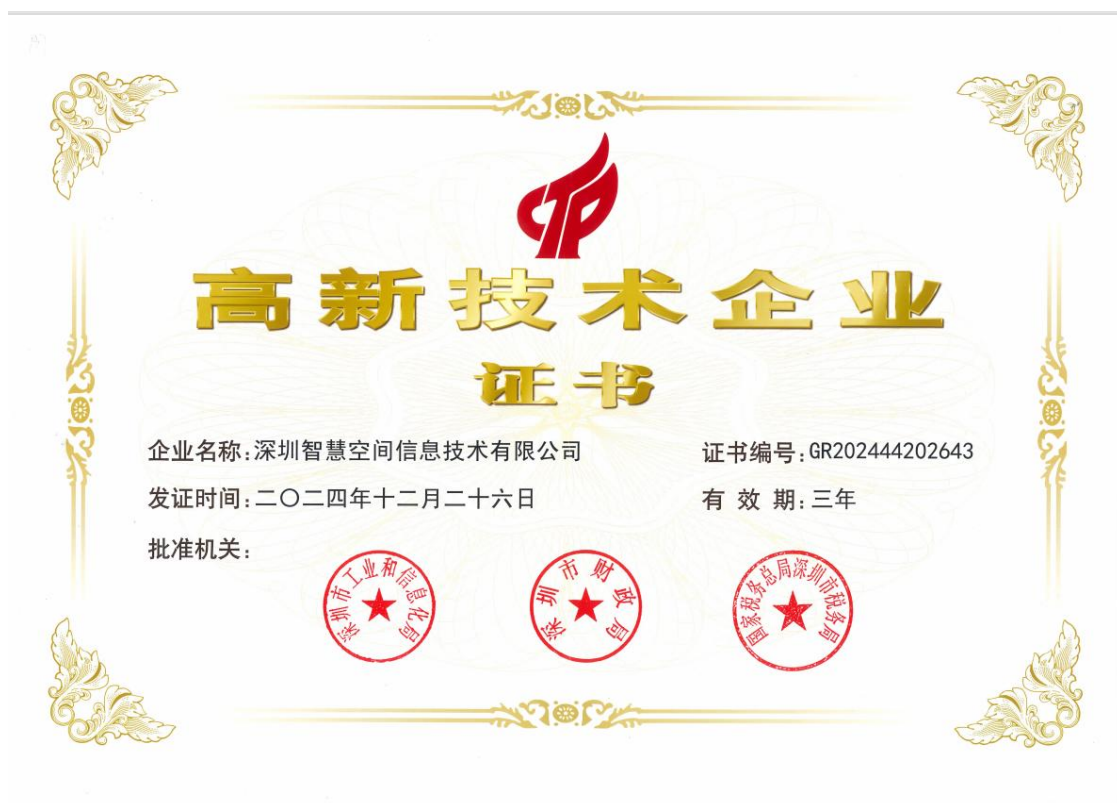 高新技术企业
证书
企业名称:深圳智慧空间信息技术有限公司
证书编号:GR202444202643
发证时间:二〇二四年十二月二十六日
有效期:三年
批准机关:
深圳市工业和信息化局
深圳市财政局
国家税务总局深圳市税务局